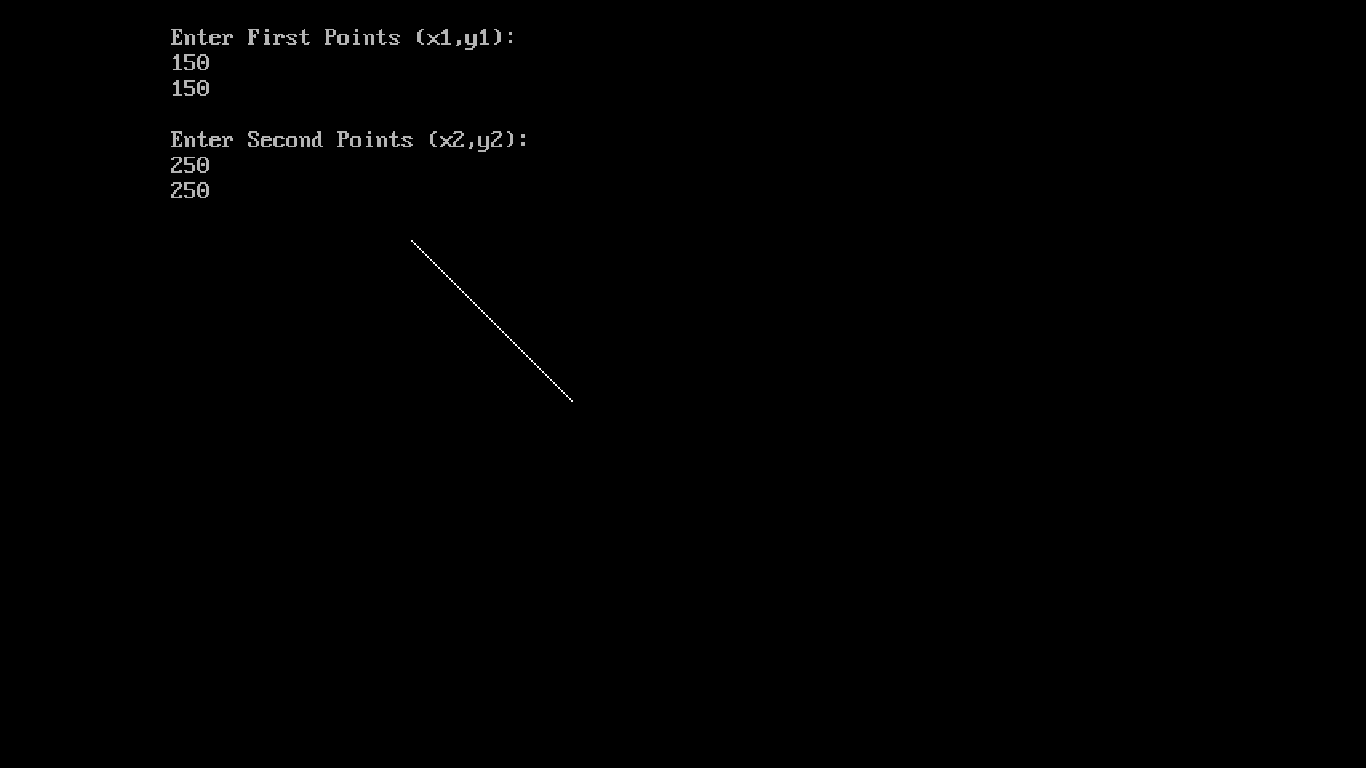 Enter First Points (x1,y1):
150
150
Enter Second Points (x2,y2):
250
250